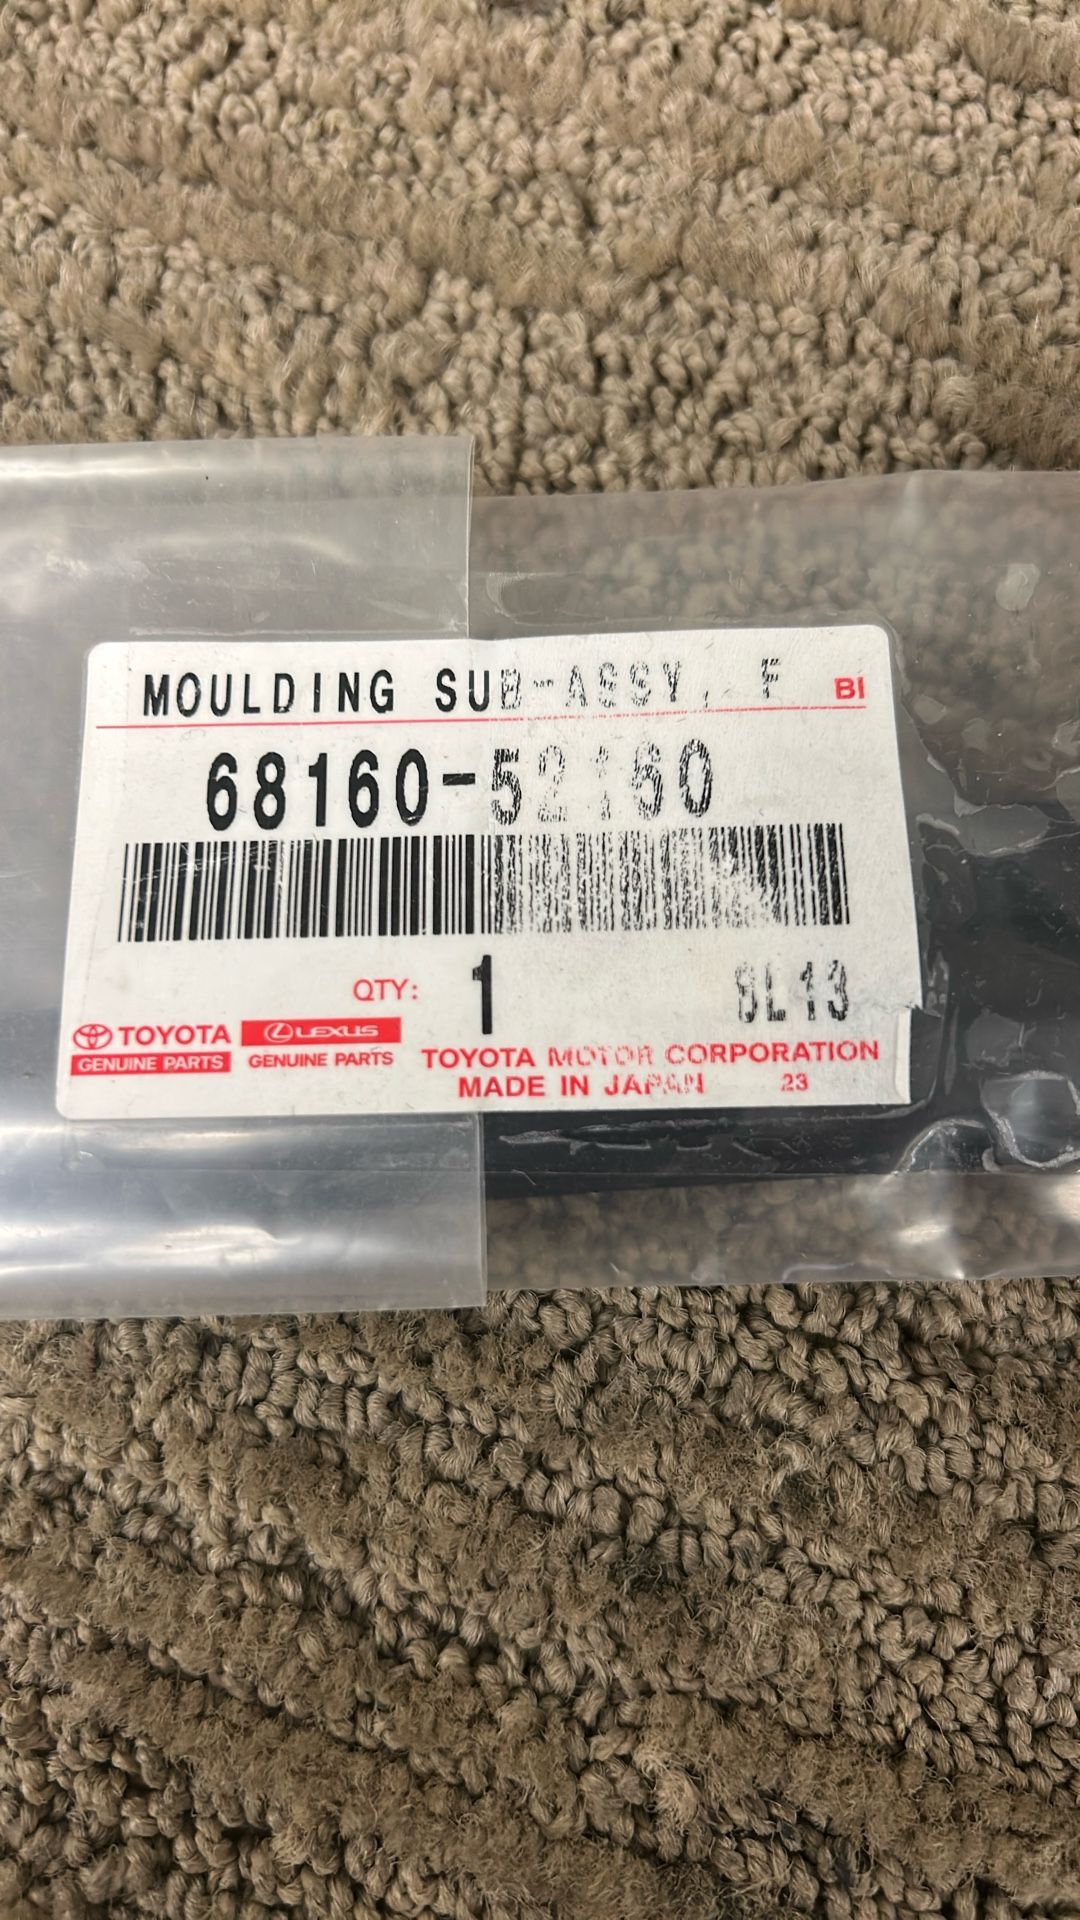 MOULDING SUB-ASSY, F BI
68160-52160
QTY: 1
TOYOTA LEXUS
GENUINE PARTS GENUINE PARTS
TOYOTA MOTOR CORPORATION
MADE IN JAPAN 23